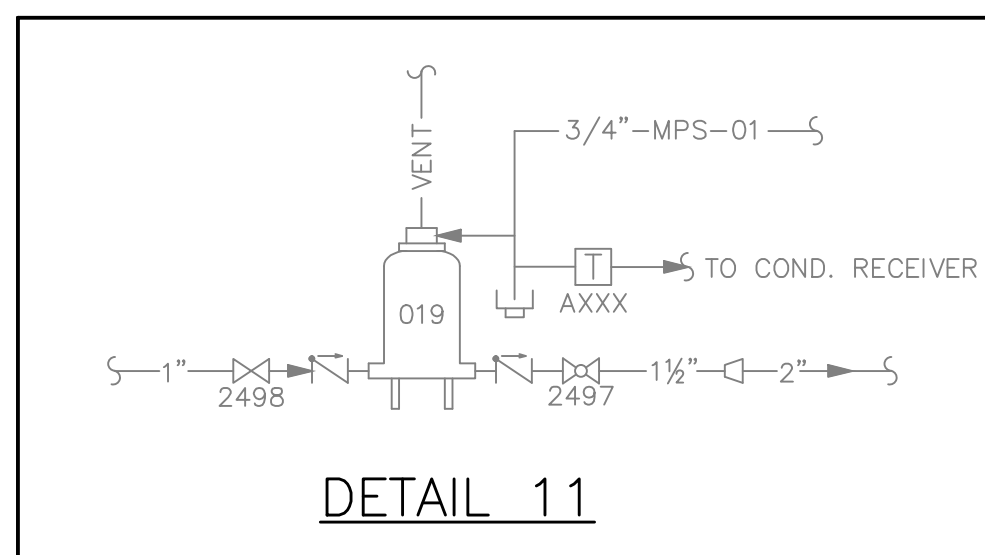 VENT
3/4”-MPS-01
T
TO COND. RECEIVER
AXXX
019
1”
2498
2497
1½”
2”
DETAIL 11